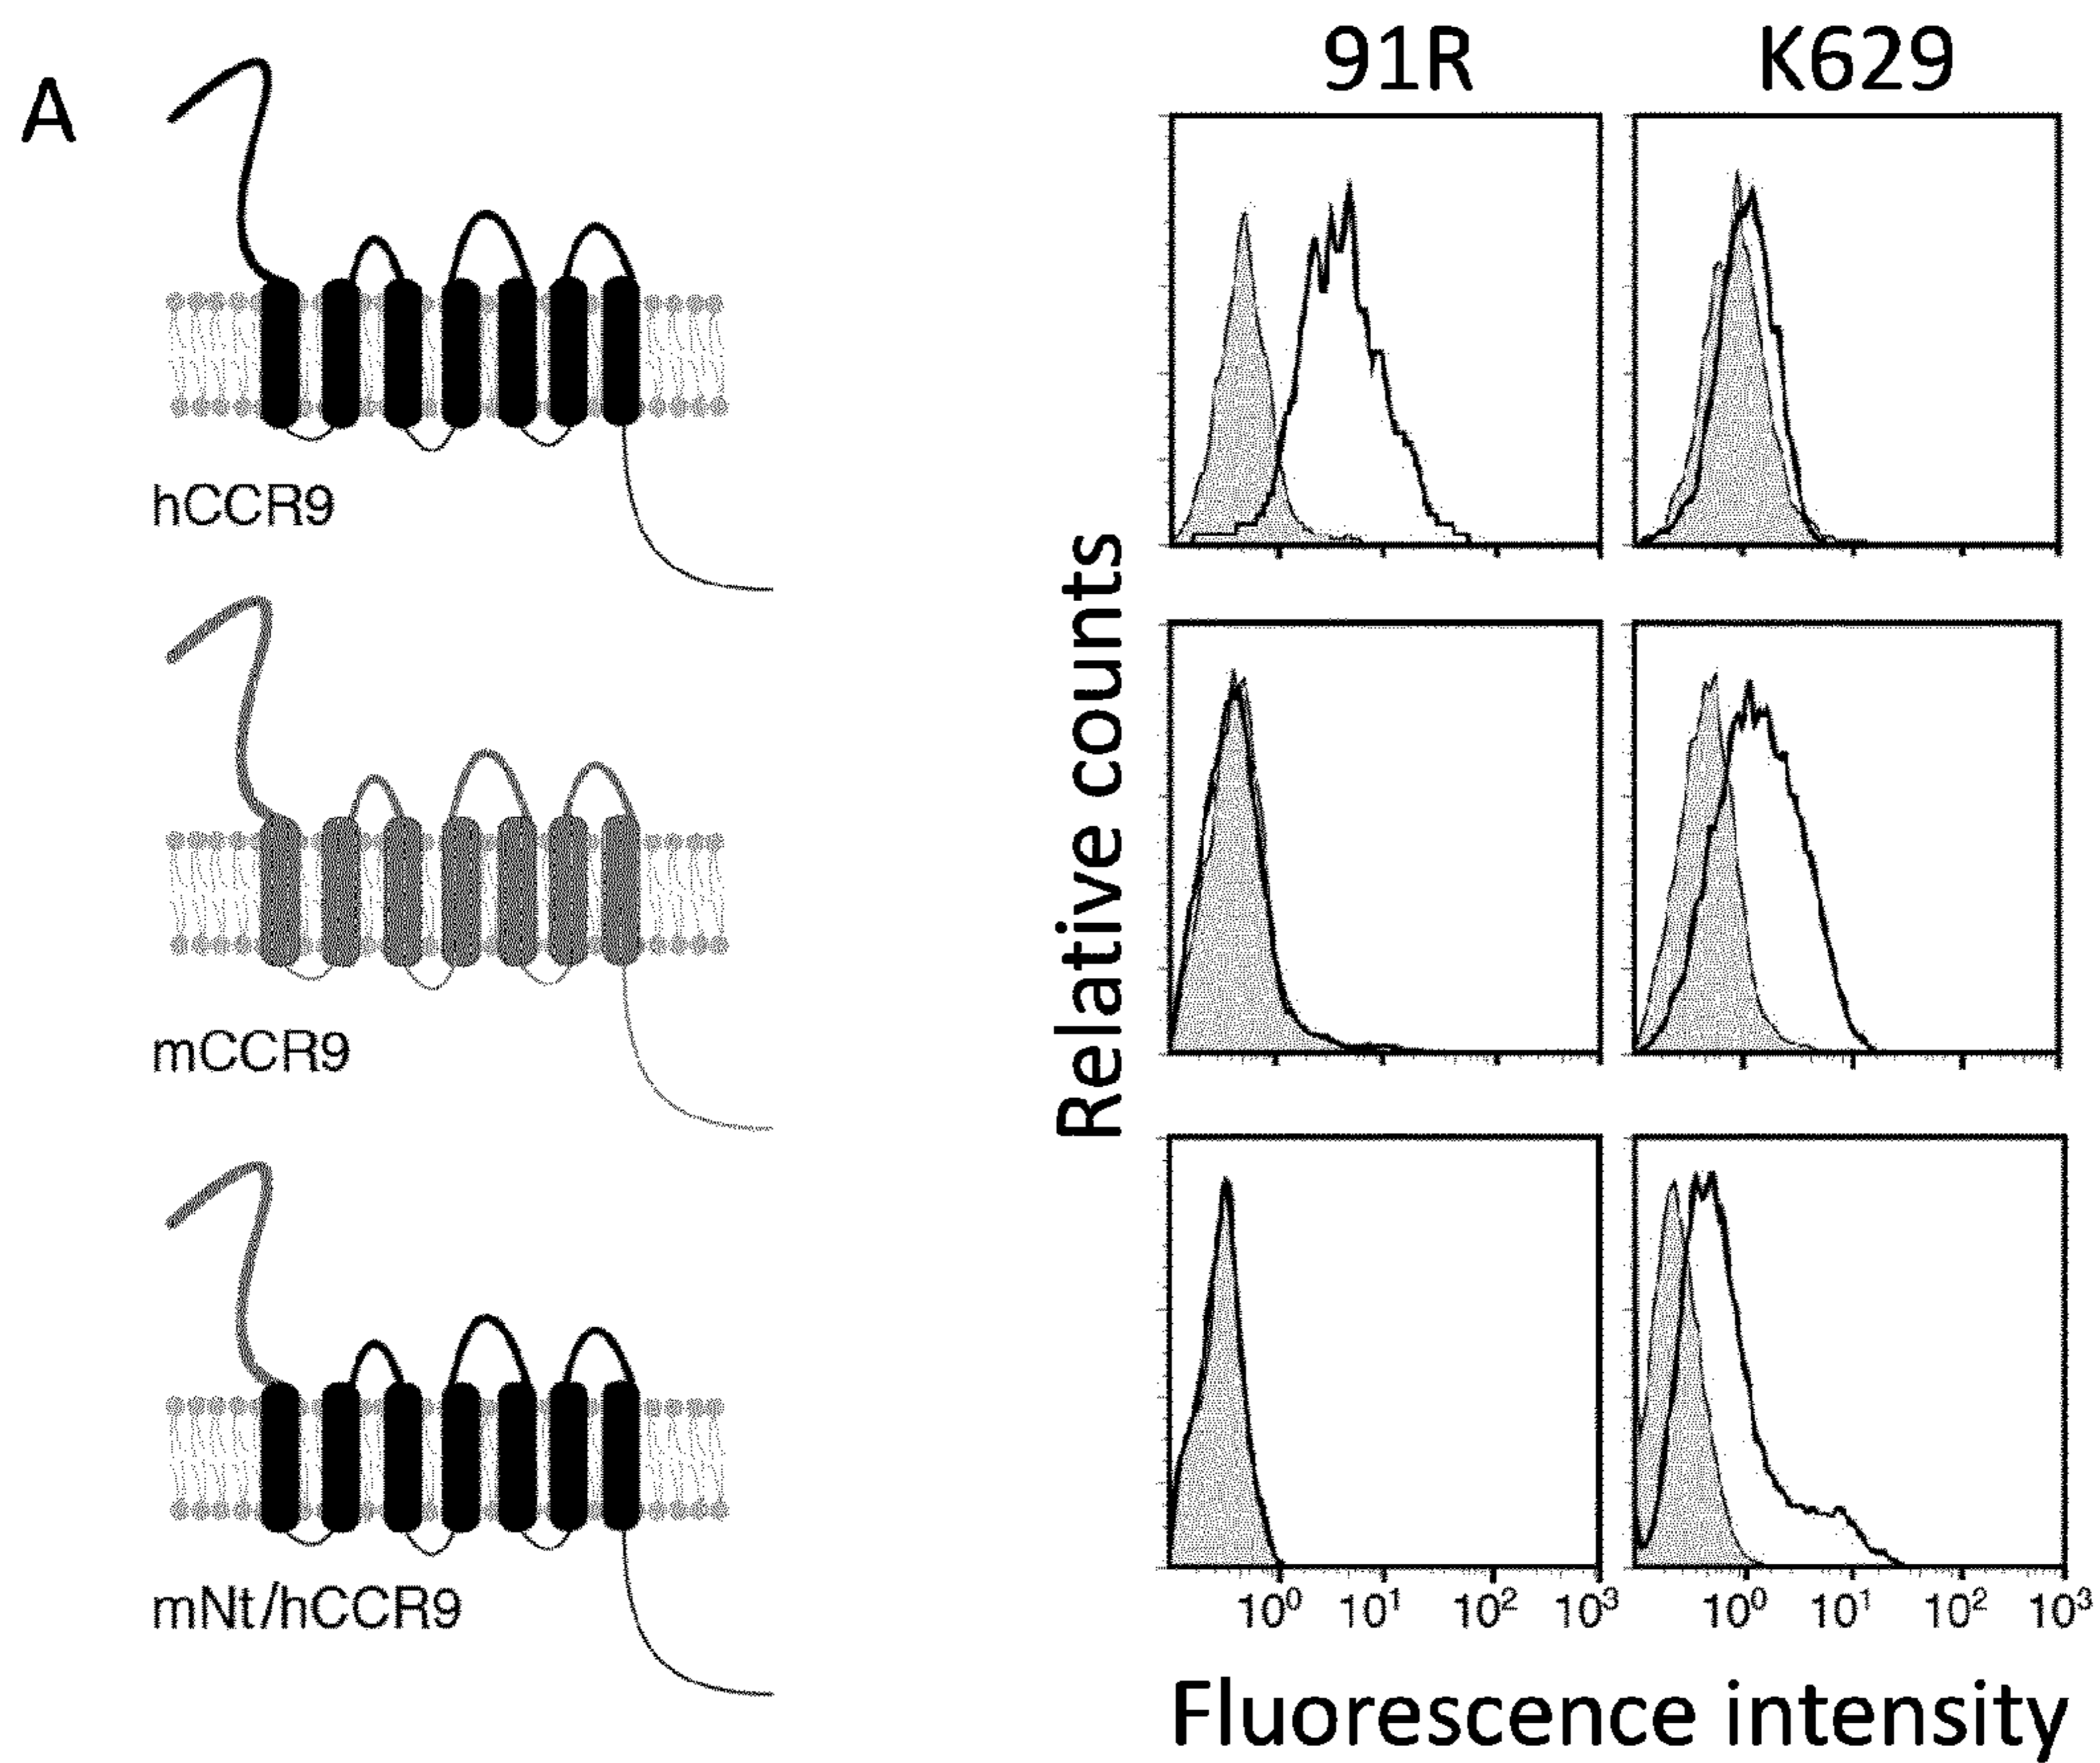 A
91R K629
hCCR9
mCCR9
mNt/hCCR9
Relative counts
10⁰ 10¹ 10² 10³ 10⁰ 10¹ 10² 10³
Fluorescence intensity